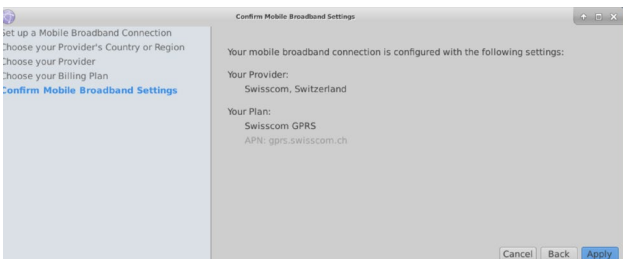 Confirm Mobile Broadband Settings
Set up a Mobile Broadband Connection
Choose your Provider's Country or Region
Choose your Provider
Choose your Billing Plan
Confirm Mobile Broadband Settings
Your mobile broadband connection is configured with the following settings:
Your Provider:
Swisscom, Switzerland
Your Plan:
Swisscom GPRS
APN: gprs.swisscom.ch
Cancel Back Apply